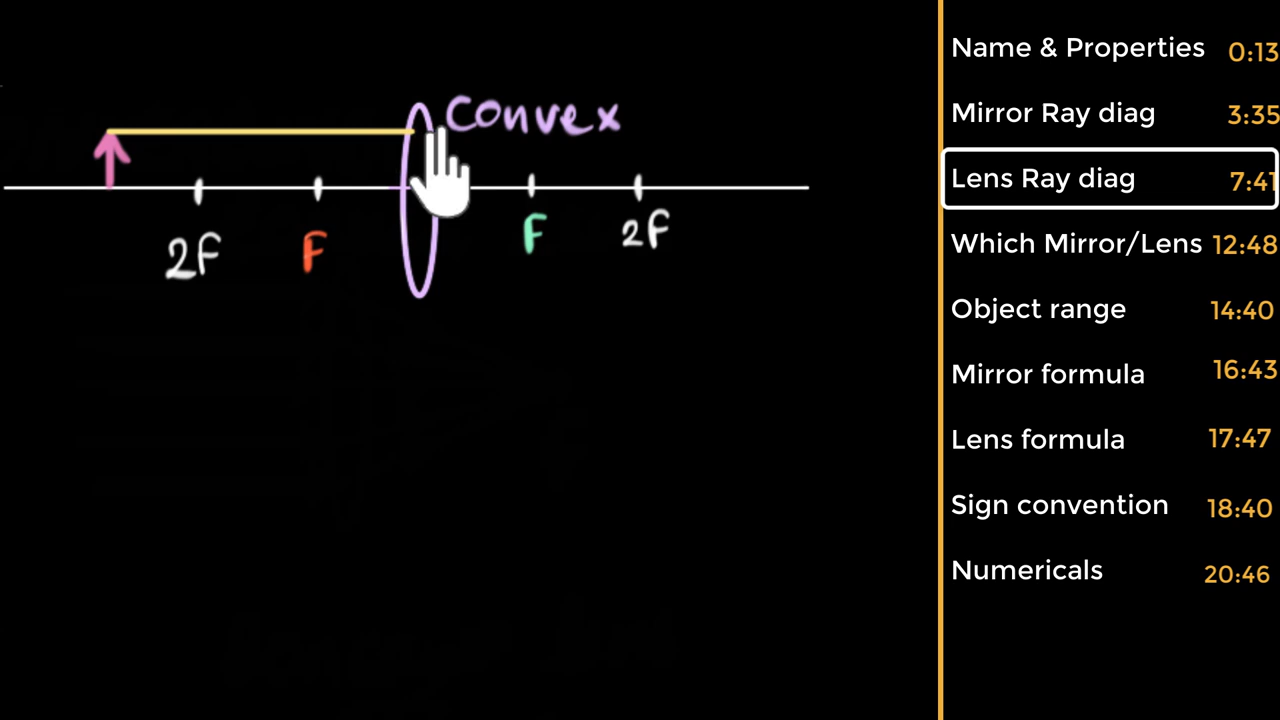 Convex
2F
F
F
2F
Name & Properties 0:13
Mirror Ray diag 3:35
Lens Ray diag 7:41
Which Mirror/Lens 12:48
Object range 14:40
Mirror formula 16:43
Lens formula 17:47
Sign convention 18:40
Numericals 20:46